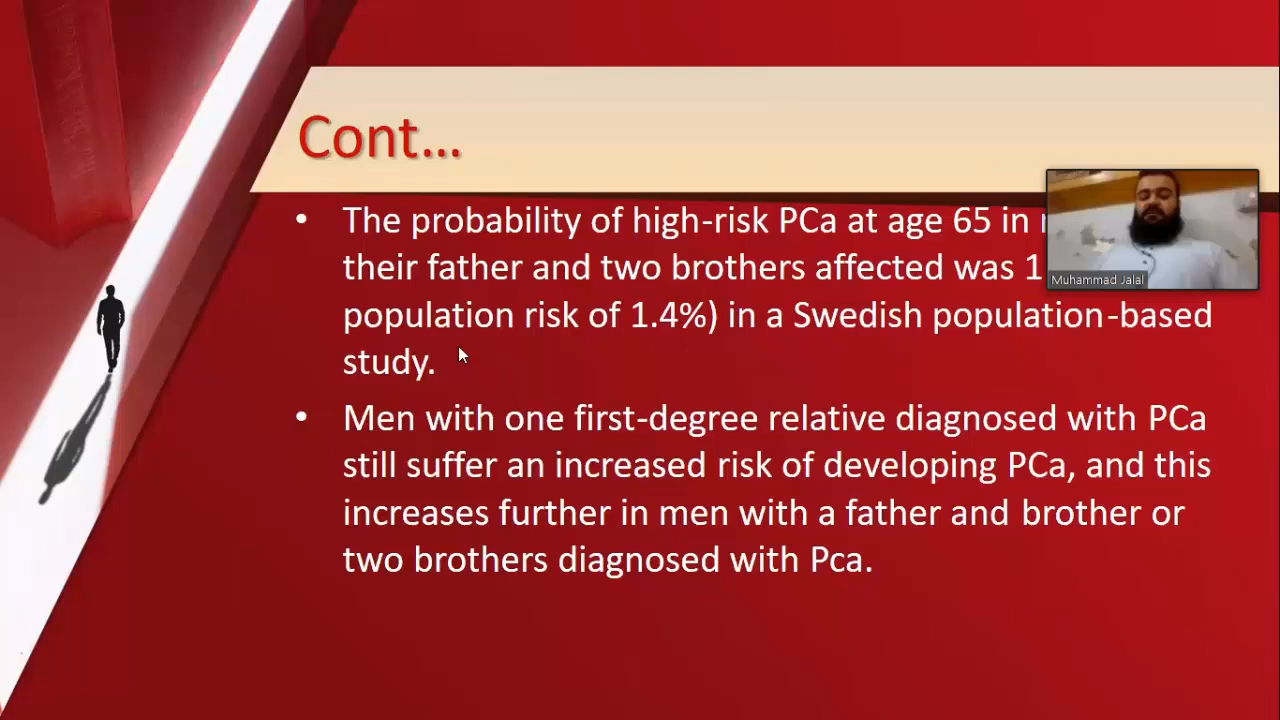 Cont...
• The probability of high-risk PCa at age 65 in
their father and two brothers affected was 1
population risk of 1.4%) in a Swedish population-based
study.
• Men with one first-degree relative diagnosed with PCa
still suffer an increased risk of developing PCa, and this
increases further in men with a father and brother or
two brothers diagnosed with Pca.
Muhammad Jalal